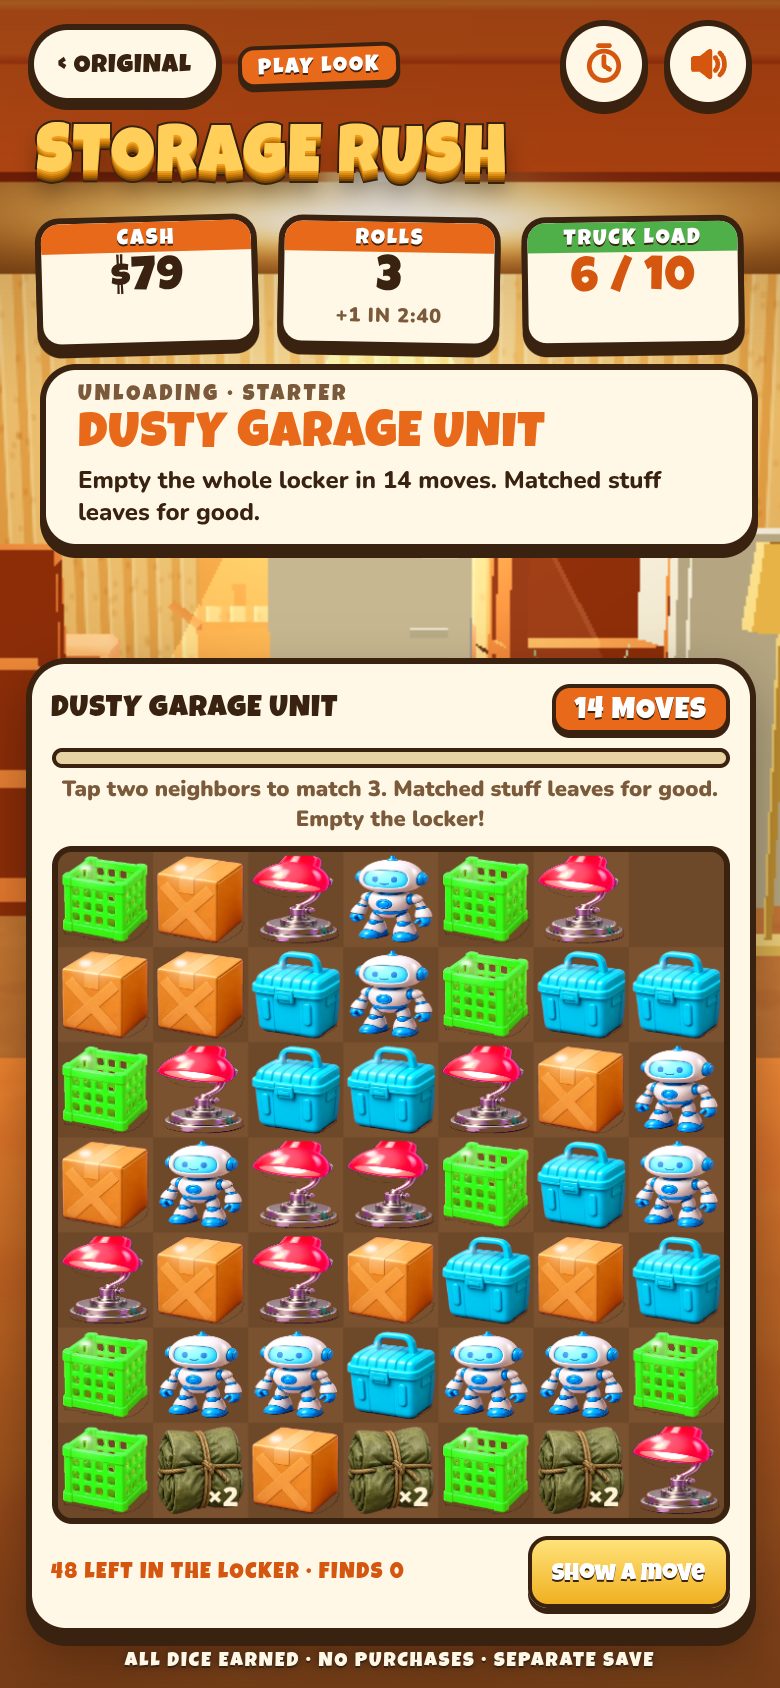 ‹ ORIGINAL
PLAY LOOK
STORAGE RUSH
CASH
$79
ROLLS
3
+1 IN 2:40
TRUCK LOAD
6 / 10
UNLOADING · STARTER
DUSTY GARAGE UNIT
Empty the whole locker in 14 moves. Matched stuff
leaves for good.
DUSTY GARAGE UNIT
14 MOVES
Tap two neighbors to match 3. Matched stuff leaves for good.
Empty the locker!
×2
×2
×2
48 LEFT IN THE LOCKER · FINDS 0
SHOW A MOVE
ALL DICE EARNED · NO PURCHASES · SEPARATE SAVE